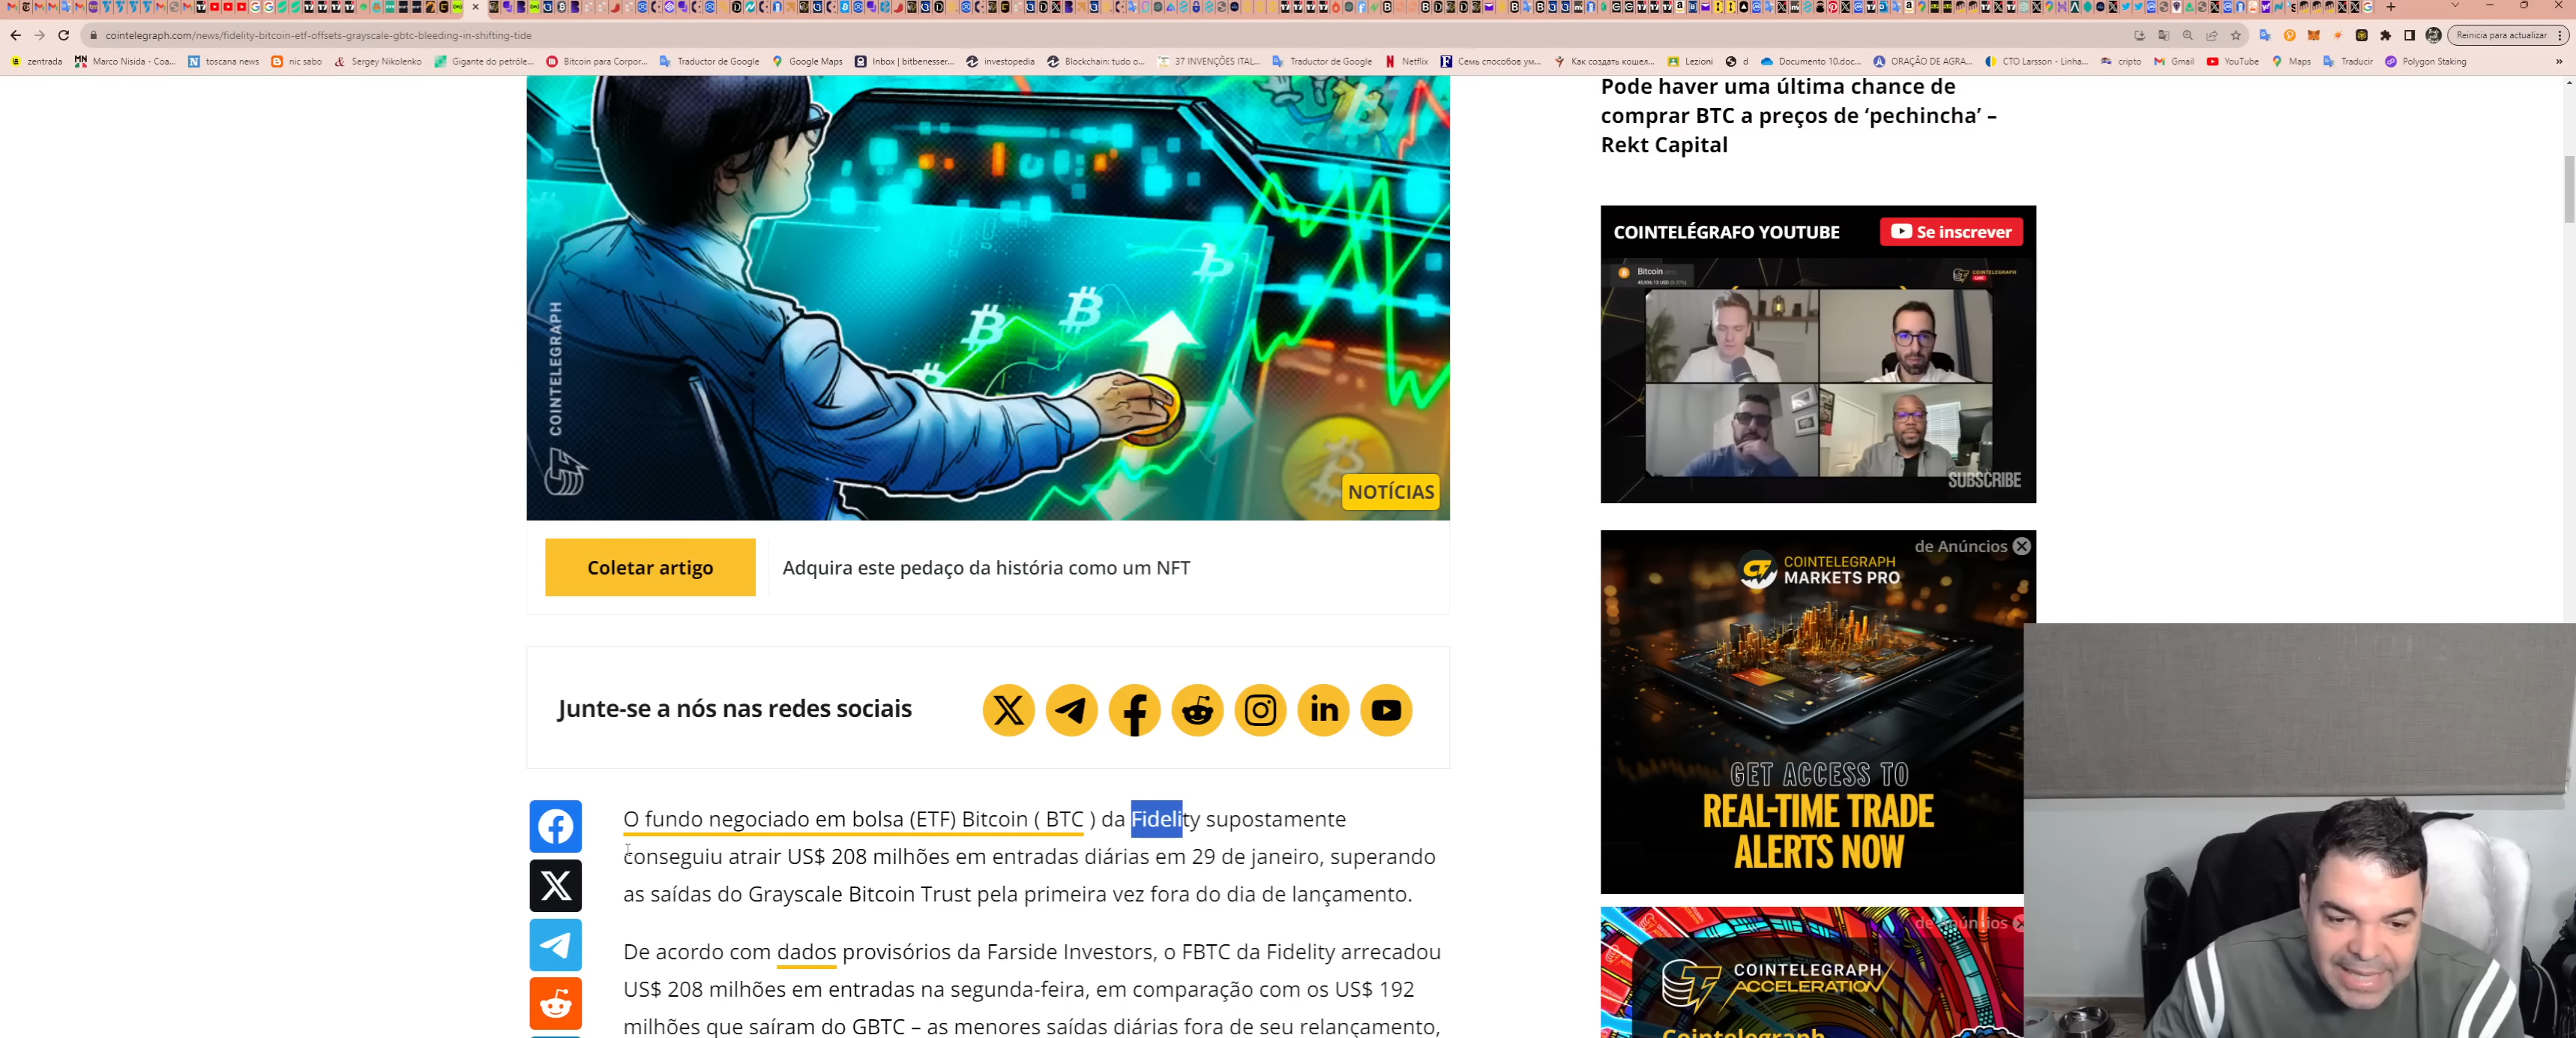 cointelegraph.com/news/fidelity-bitcoin-etf-offsets-grayscale-gbtc-bleeding-in-shifting-tide
Reinicia para actualizar
zentrada
Marco Nisida - Coa...
toscana news
nic sabo
Sergey Nikolenko
Gigante do petróle...
Bitcoin para Corpor...
Traductor de Google
Google Maps
Inbox | bitbenesser...
investopedia
Blockchain: tudo o...
37 INVENÇÕES ITAL...
Traductor de Google
Netflix
Семь способов ум...
Как создать кошел...
Lezioni
d
Documento 10.doc...
ORAÇÃO DE AGRA...
CTO Larsson - Linha...
cripto
Gmail
YouTube
Maps
Traducir
Polygon Staking
COINTELEGRAPH
NOTÍCIAS
Coletar artigo
Adquira este pedaço da história como um NFT
Junte-se a nós nas redes sociais
O fundo negociado em bolsa (ETF) Bitcoin ( BTC ) da Fidelity supostamente
conseguiu atrair US$ 208 milhões em entradas diárias em 29 de janeiro, superando
as saídas do Grayscale Bitcoin Trust pela primeira vez fora do dia de lançamento.
De acordo com dados provisórios da Farside Investors, o FBTC da Fidelity arrecadou
US$ 208 milhões em entradas na segunda-feira, em comparação com os US$ 192
milhões que saíram do GBTC – as menores saídas diárias fora de seu relançamento,
Pode haver uma última chance de
comprar BTC a preços de ‘pechincha’ –
Rekt Capital
COINTELÉGRAFO YOUTUBE
Se inscrever
Bitcoin
COINTELEGRAPH
SUBSCRIBE
de Anúncios
COINTELEGRAPH
MARKETS PRO
GET ACCESS TO
REAL-TIME TRADE
ALERTS NOW
de Anúncios
COINTELEGRAPH
ACCELERATION
Cointelegraph